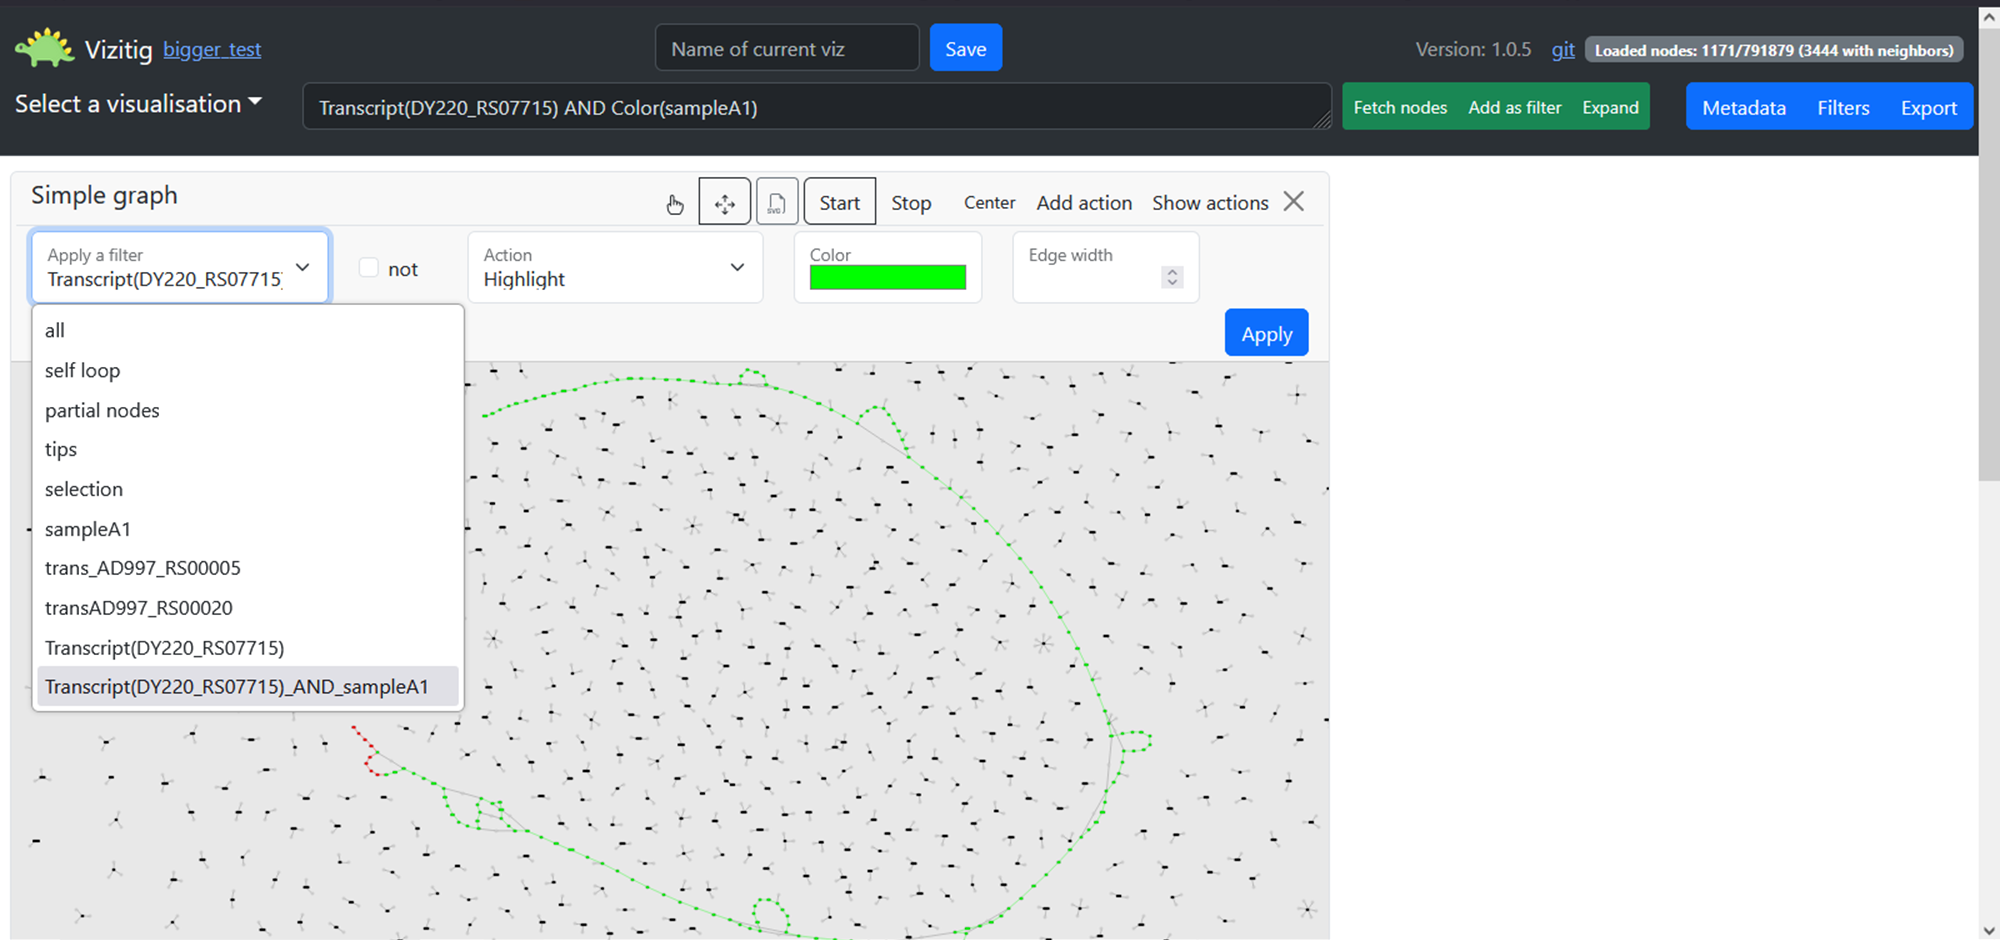 Vizitig bigger_test
Name of current viz
Save
Version: 1.0.5 git Loaded nodes: 1171/791879 (3444 with neighbors)
Select a visualisation
Transcript(DY220_RS07715) AND Color(sampleA1)
Fetch nodes Add as filter Expand
Metadata Filters Export
Simple graph
SVG
Start Stop Center Add action Show actions
Apply a filter
Transcript(DY220_RS07715)
not
Action
Highlight
Color
Edge width
Apply
all
self loop
partial nodes
tips
selection
sampleA1
trans_AD997_RS00005
transAD997_RS00020
Transcript(DY220_RS07715)
Transcript(DY220_RS07715)_AND_sampleA1